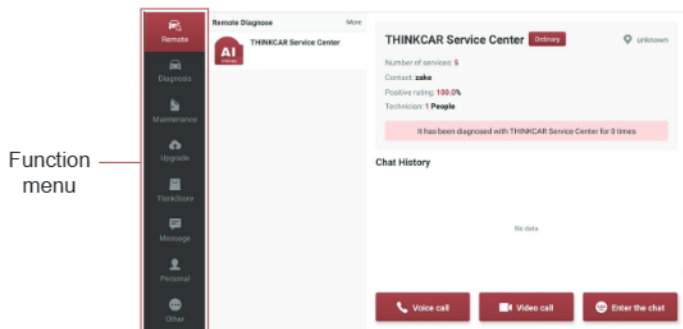 Function
menu
Remote
Diagnosis
Maintenance
Upgrade
ThinkStore
Message
Personal
Other
Remote Diagnose More
AI
THINKCAR Service Center
THINKCAR Service Center Ordinary unknown
Number of services: 5
Contact: zake
Positive rating: 100.0%
Technician: 1 People
It has been diagnosed with THINKCAR Service Center for 0 times
Chat History
No data
Voice call Video call Enter the chat